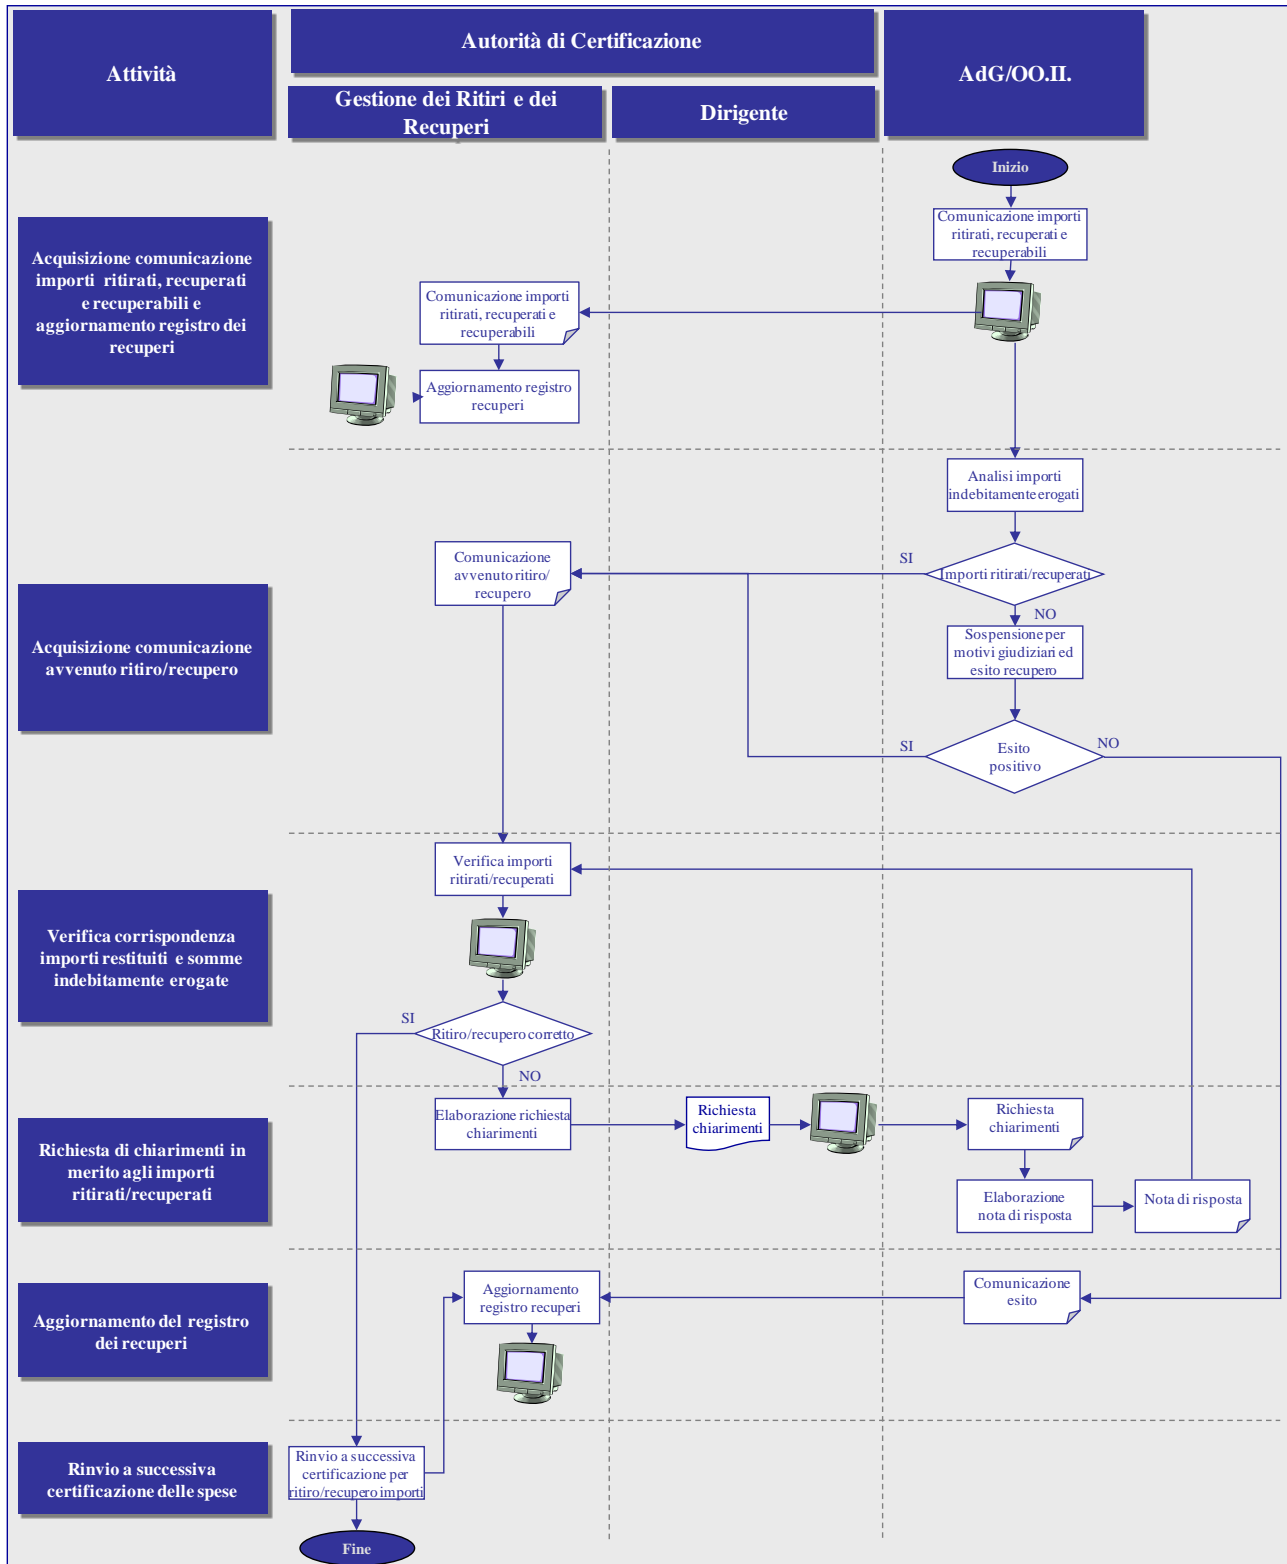 Attività
Autorità di Certificazione
AdG/OO.II.
Gestione dei Ritiri e dei
Recuperi
Dirigente
Inizio
Acquisizione comunicazione
importi ritirati, recuperati
e recuperabili e
aggiornamento registro dei
recuperi
Comunicazione importi
ritirati, recuperati e
recuperabili
Comunicazione importi
ritirati, recuperati e
recuperabili
Aggiornamento registro
recuperi
Analisi importi
indebitamente erogati
Acquisizione comunicazione
avvenuto ritiro/recupero
Comunicazione
avvenuto ritiro/
recupero
SI
Importi ritirati/recuperati
NO
Sospensione per
motivi giudiziari ed
esito recupero
SI
Esito
positivo
NO
Verifica corrispondenza
importi restituiti e somme
indebitamente erogate
Verifica importi
ritirati/recuperati
SI
Ritiro/recupero corretto
NO
Richiesta di chiarimenti in
merito agli importi
ritirati/recuperati
Elaborazione richiesta
chiarimenti
Richiesta
chiarimenti
Richiesta
chiarimenti
Elaborazione
nota di risposta
Nota di risposta
Aggiornamento del registro
dei recuperi
Aggiornamento
registro recuperi
Comunicazione
esito
Rinvio a successiva
certificazione delle spese
Rinvio a successiva
certificazione per
ritiro/recupero importi
Fine